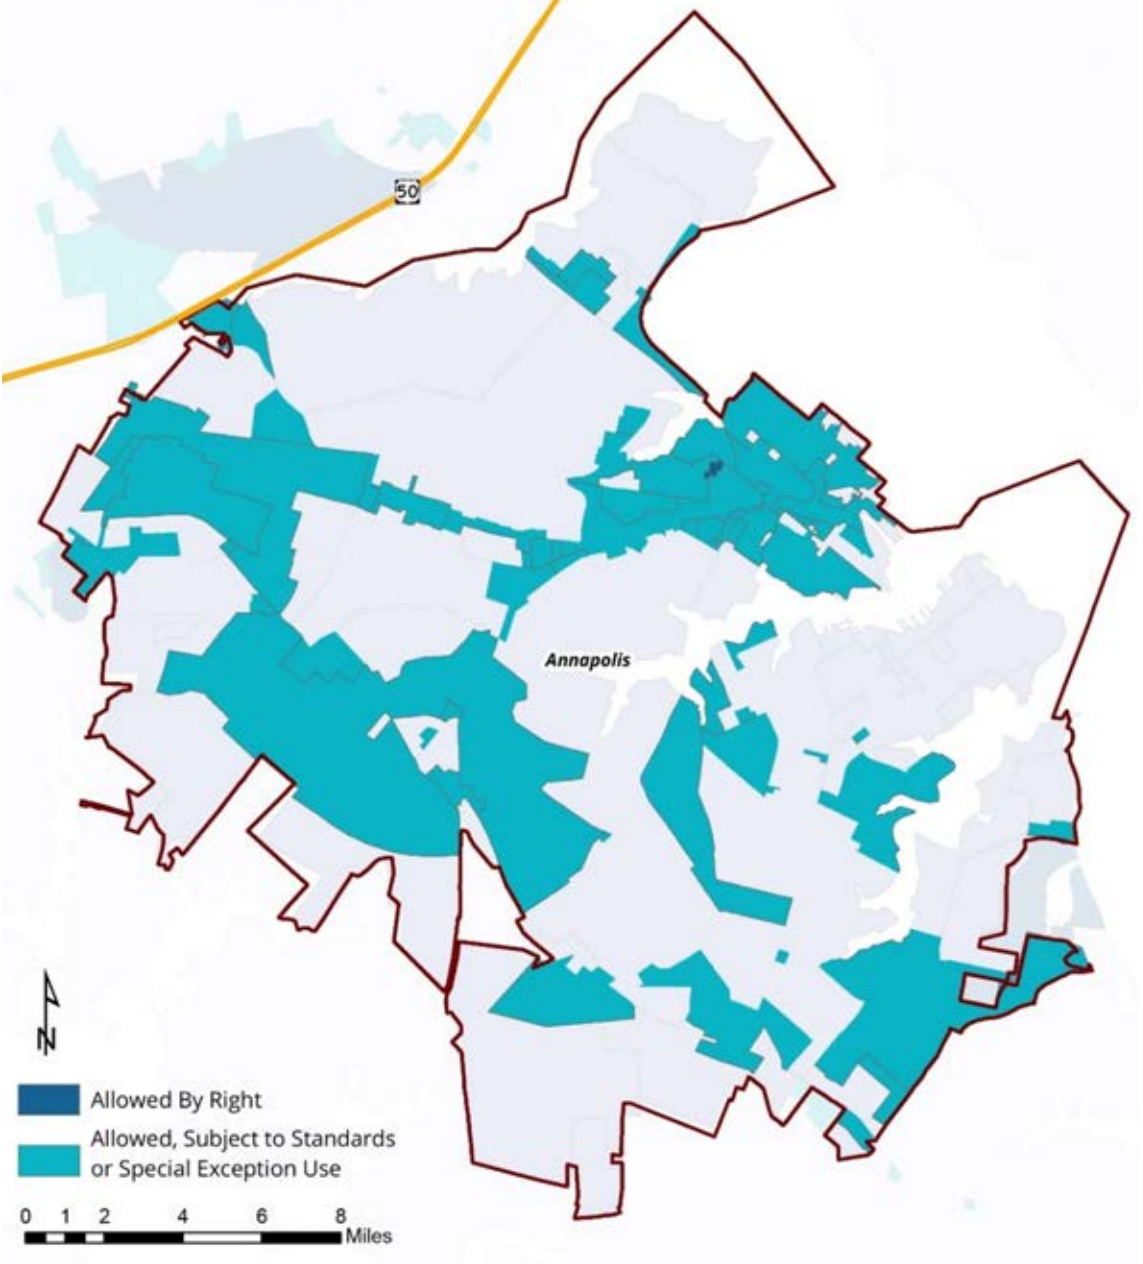 50
Annapolis
N
Allowed By Right
Allowed, Subject to Standards
or Special Exception Use
0 1 2 4 6 8
Miles